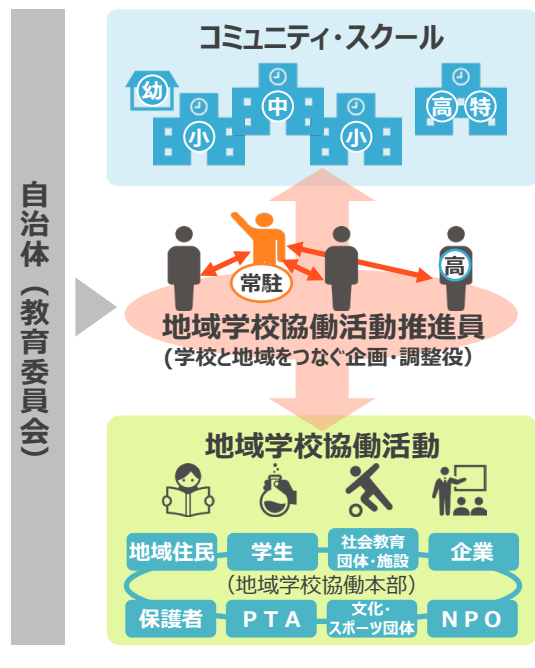 自治体（教育委員会）
コミュニティ・スクール
幼
小
中
小
高
特
常駐
高
地域学校協働活動推進員
(学校と地域をつなぐ企画・調整役)
地域学校協働活動
地域住民
学生
社会教育
団体・施設
企業
(地域学校協働本部)
保護者
ＰＴＡ
文化・
スポーツ団体
ＮＰＯ